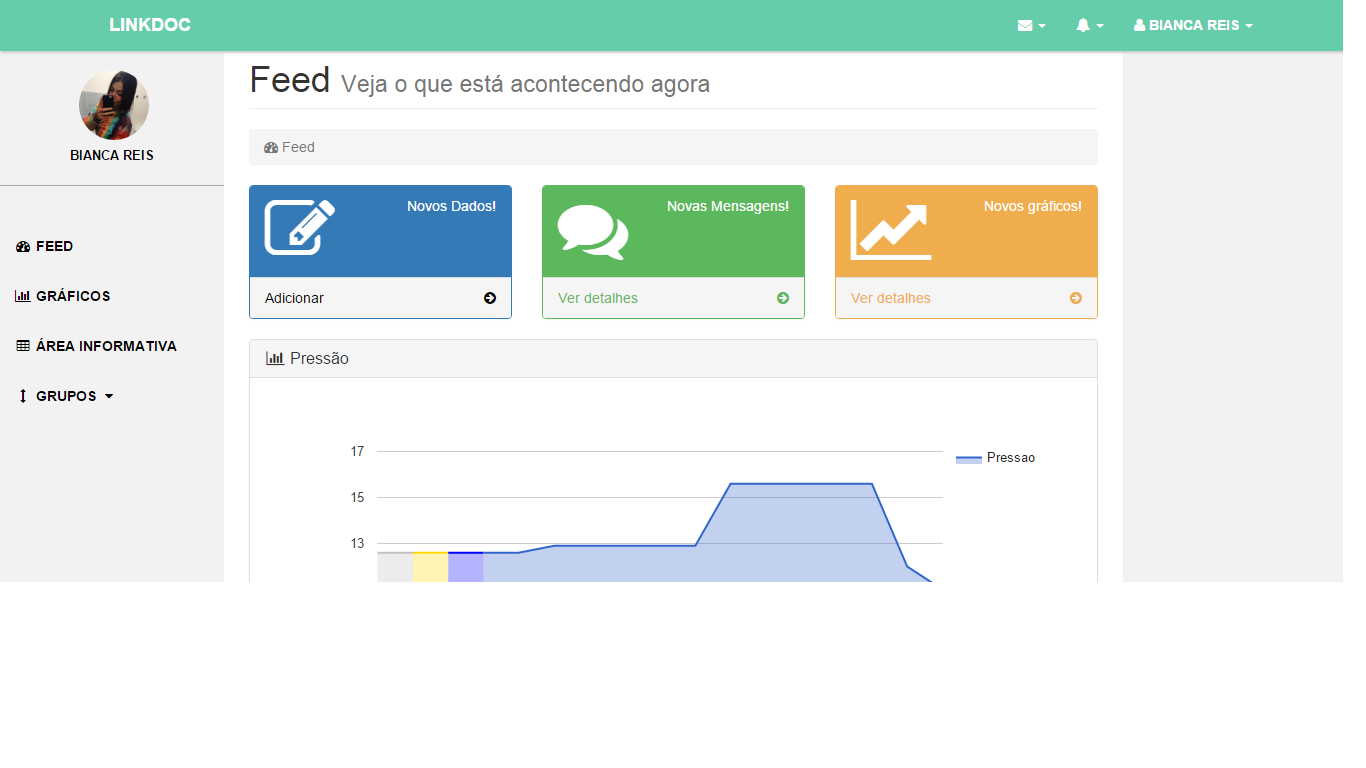 LINKDOC
BIANCA REIS
BIANCA REIS
FEED
GRÁFICOS
ÁREA INFORMATIVA
GRUPOS
Feed Veja o que está acontecendo agora
Feed
Novos Dados!
Adicionar
Novas Mensagens!
Ver detalhes
Novos gráficos!
Ver detalhes
Pressão
17
15
13
Pressao